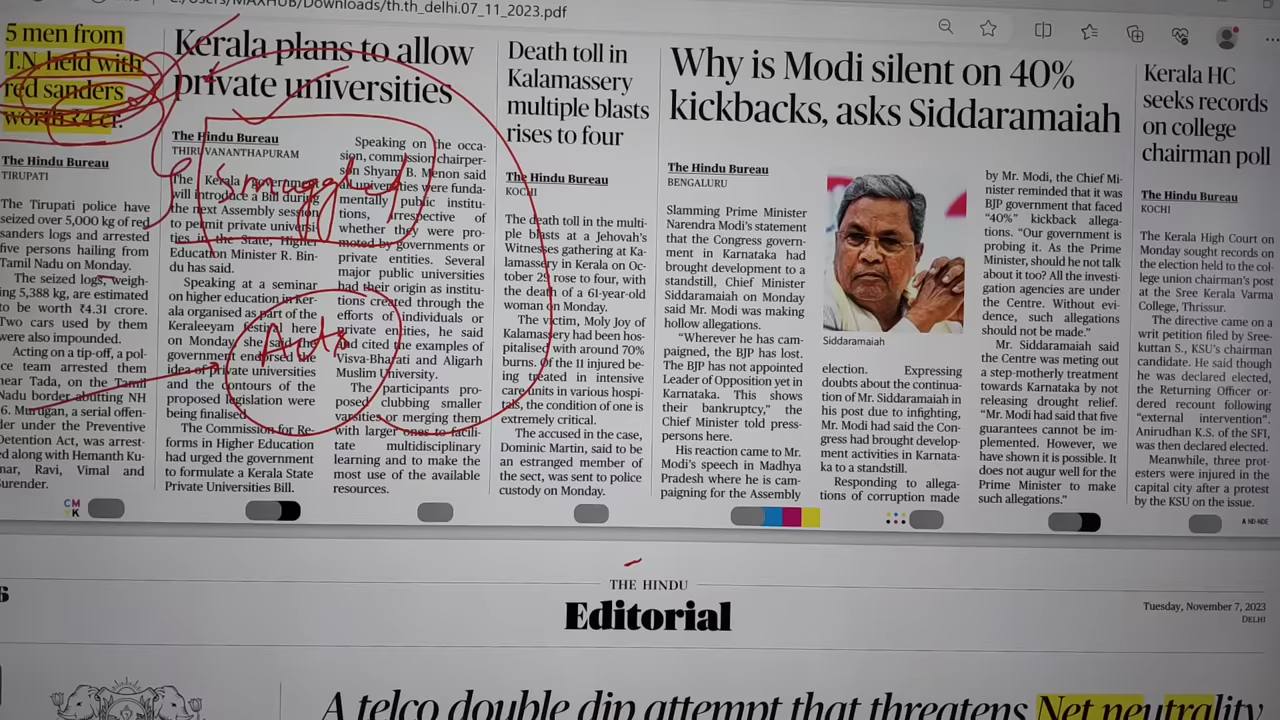 C:/Users/MAXHUB/Downloads/th.th_delhi.07_11_2023.pdf
5 men from
T.N. held with
red sanders
worth ₹4 cr.
The Hindu Bureau
TIRUPATI
The Tirupati police have
seized over 5,000 kg of red
sanders logs and arrested
five persons hailing from
Tamil Nadu on Monday.
The seized logs, weigh-
ing 5,388 kg, are estimated
to be worth ₹4.31 crore.
Two cars used by them
were also impounded.
Acting on a tip-off, a pol-
ice team arrested them
near Tada, on the Tamil
Nadu border abutting NH
6. Murugan, a serial offen-
der under the Preventive
Detention Act, was arrest-
ed along with Hemanth Ku-
mar, Ravi, Vimal and
Surender.
Kerala plans to allow
private universities
The Hindu Bureau
THIRUVANANTHAPURAM
The Kerala government
will introduce a Bill during
the next Assembly session
to permit private universi-
ties in the State, Higher
Education Minister R. Bin-
du has said.
Speaking at a seminar
on higher education in Ker-
ala organised as part of the
Keraleeyam festival here
on Monday she said the
government endorsed the
idea of private universities
and the contours of the
proposed legislation were
being finalised.
The Commission for Re-
forms in Higher Education
had urged the government
to formulate a Kerala State
Private Universities Bill.
Speaking on the occa-
sion, commission chairper-
son Shyam B. Menon said
all universities were funda-
mentally public institu-
tions, irrespective of
whether they were pro-
moted by governments or
private entities. Several
major public universities
had their origin as institu-
tions created through the
efforts of individuals or
private entities, he said
and cited the examples of
Visva-Bharati and Aligarh
Muslim University.
The participants pro-
posed clubbing smaller
varsities or merging them
with larger ones to facili-
tate multidisciplinary
learning and to make the
most use of the available
resources.
smuggled
Death toll in
Kalamassery
multiple blasts
rises to four
The Hindu Bureau
KOCHI
The death toll in the multi-
ple blasts at a Jehovah's
Witnesses gathering at Ka-
lamassery in Kerala on Oc-
tober 29 rose to four, with
the death of a 61-year-old
woman on Monday.
The victim, Moly Joy of
Kalamassery had been hos-
pitalised with around 70%
burns. Of the 11 injured be-
ing treated in intensive
care units in various hospi-
tals, the condition of one is
extremely critical.
The accused in the case,
Dominic Martin, said to be
an estranged member of
the sect, was sent to police
custody on Monday.
Why is Modi silent on 40%
kickbacks, asks Siddaramaiah
The Hindu Bureau
BENGALURU
Slamming Prime Minister
Narendra Modi's statement
that the Congress govern-
ment in Karnataka had
brought development to a
standstill, Chief Minister
Siddaramaiah on Monday
said Mr. Modi was making
hollow allegations.
"Wherever he has cam-
paigned, the BJP has lost.
The BJP has not appointed
Leader of Opposition yet in
Karnataka. This shows
their bankruptcy," the
Chief Minister told press-
persons here.
His reaction came to Mr.
Modi's speech in Madhya
Pradesh where he is cam-
paigning for the Assembly
Siddaramaiah
election. Expressing
doubts about the continua-
tion of Mr. Siddaramaiah in
his post due to infighting,
Mr. Modi had said the Con-
gress had brought develop-
ment activities in Karnata-
ka to a standstill.
Responding to allega-
tions of corruption made
by Mr. Modi, the Chief Mi-
nister reminded that it was
BJP government that faced
"40%" kickback allega-
tions. "Our government is
probing it. As the Prime
Minister, should he not talk
about it too? All the investi-
gation agencies are under
the Centre. Without evi-
dence, such allegations
should not be made."
Mr. Siddaramaiah said
the Centre was meting out
a step-motherly treatment
towards Karnataka by not
releasing drought relief.
"Mr. Modi had said that five
guarantees cannot be im-
plemented. However, we
have shown it is possible. It
does not augur well for the
Prime Minister to make
such allegations."
Kerala HC
seeks records
on college
chairman poll
The Hindu Bureau
KOCHI
The Kerala High Court on
Monday sought records on
the election held to the col-
lege union chairman's post
at the Sree Kerala Varma
College, Thrissur.
The directive came on a
writ petition filed by Sree-
kuttan S., KSU's chairman
candidate. He said though
he was declared elected,
the Returning Officer or-
dered recount following
"external intervention".
Anirudhan K.S. of the SFI,
was then declared elected.
Meanwhile, three prot-
esters were injured in the
capital city after a protest
by the KSU on the issue.
CM
YK
A ND-NDE
THE HINDU
Editorial
Tuesday, November 7, 2023
DELHI
A telco double dip attempt that threatens Net neutrality